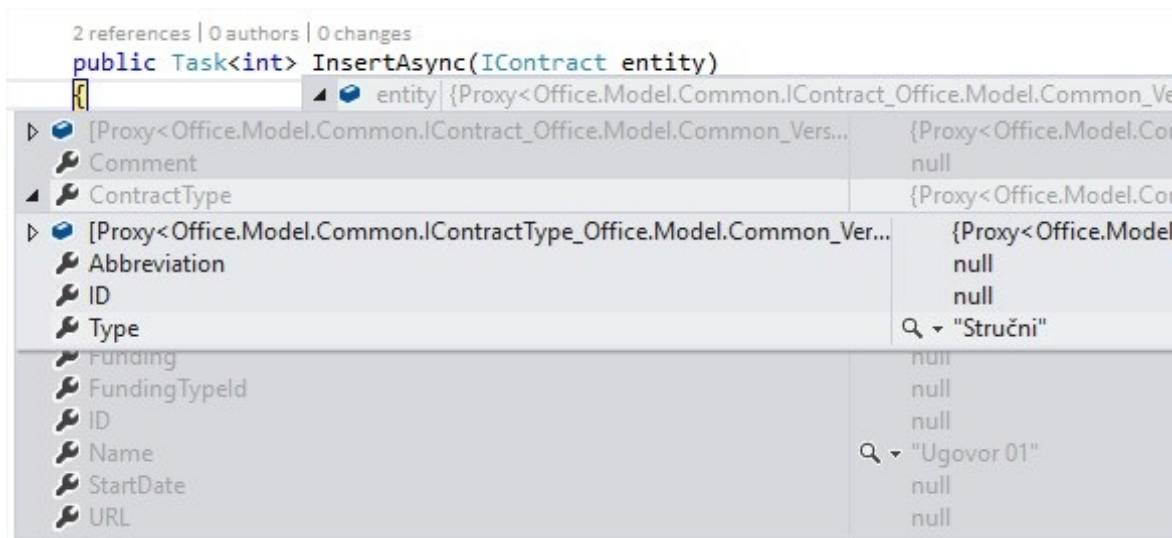 2 references | 0 authors | 0 changes
public Task<int> InsertAsync(IContract entity)
{ entity {Proxy<Office.Model.Common.IContract_Office.Model.Common_Ve
[Proxy<Office.Model.Common.IContract_Office.Model.Common_Vers... {Proxy<Office.Model.Co
Comment null
ContractType {Proxy<Office.Model.Co
[Proxy<Office.Model.Common.IContractType_Office.Model.Common_Ver... {Proxy<Office.Model
Abbreviation null
ID null
Type "Stručni"
Funding null
FundingTypeId null
ID null
Name "Ugovor 01"
StartDate null
URL null